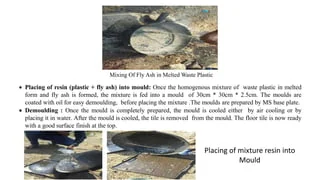 Mixing Of Fly Ash in Melted Waste Plastic
• Placing of resin (plastic + fly ash) into mould: Once the homogenous mixture of waste plastic in melted
form and fly ash is formed, the mixture is fed into a mould of 30cm * 30cm * 2.5cm. The moulds are
coated with oil for easy demoulding, before placing the mixture .The moulds are prepared by MS base plate.
• Demoulding : Once the mould is completely prepared, the mould is cooled either by air cooling or by
placing it in water. After the mould is cooled, the tile is removed from the mould. The floor tile is now ready
with a good surface finish at the top.
Placing of mixture resin into
Mould